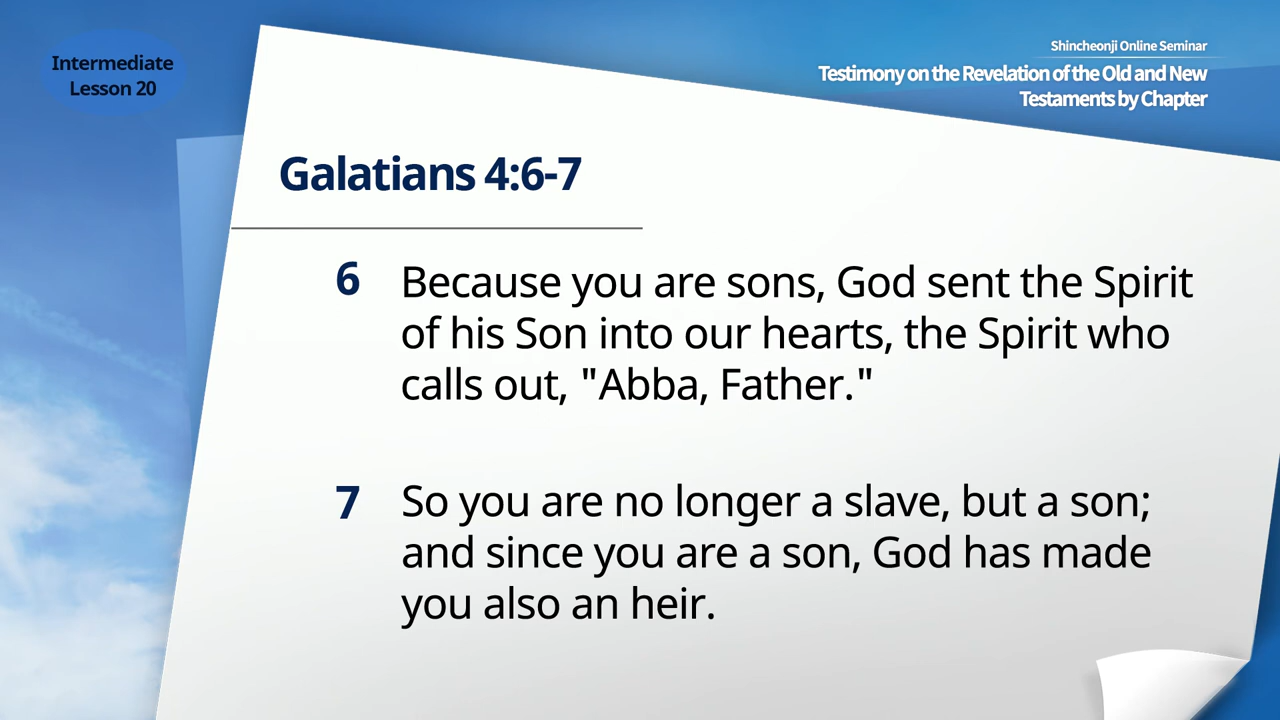 Intermediate
Lesson 20
Shincheonji Online Seminar
Testimony on the Revelation of the Old and New
Testaments by Chapter
Galatians 4:6-7
6 Because you are sons, God sent the Spirit
of his Son into our hearts, the Spirit who
calls out, "Abba, Father."
7 So you are no longer a slave, but a son;
and since you are a son, God has made
you also an heir.